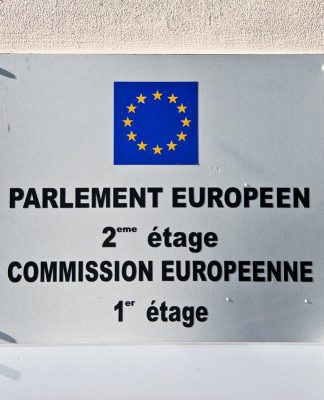 PARLEMENT EUROPEEN
2eme étage
COMMISSION EUROPEENNE
1er étage